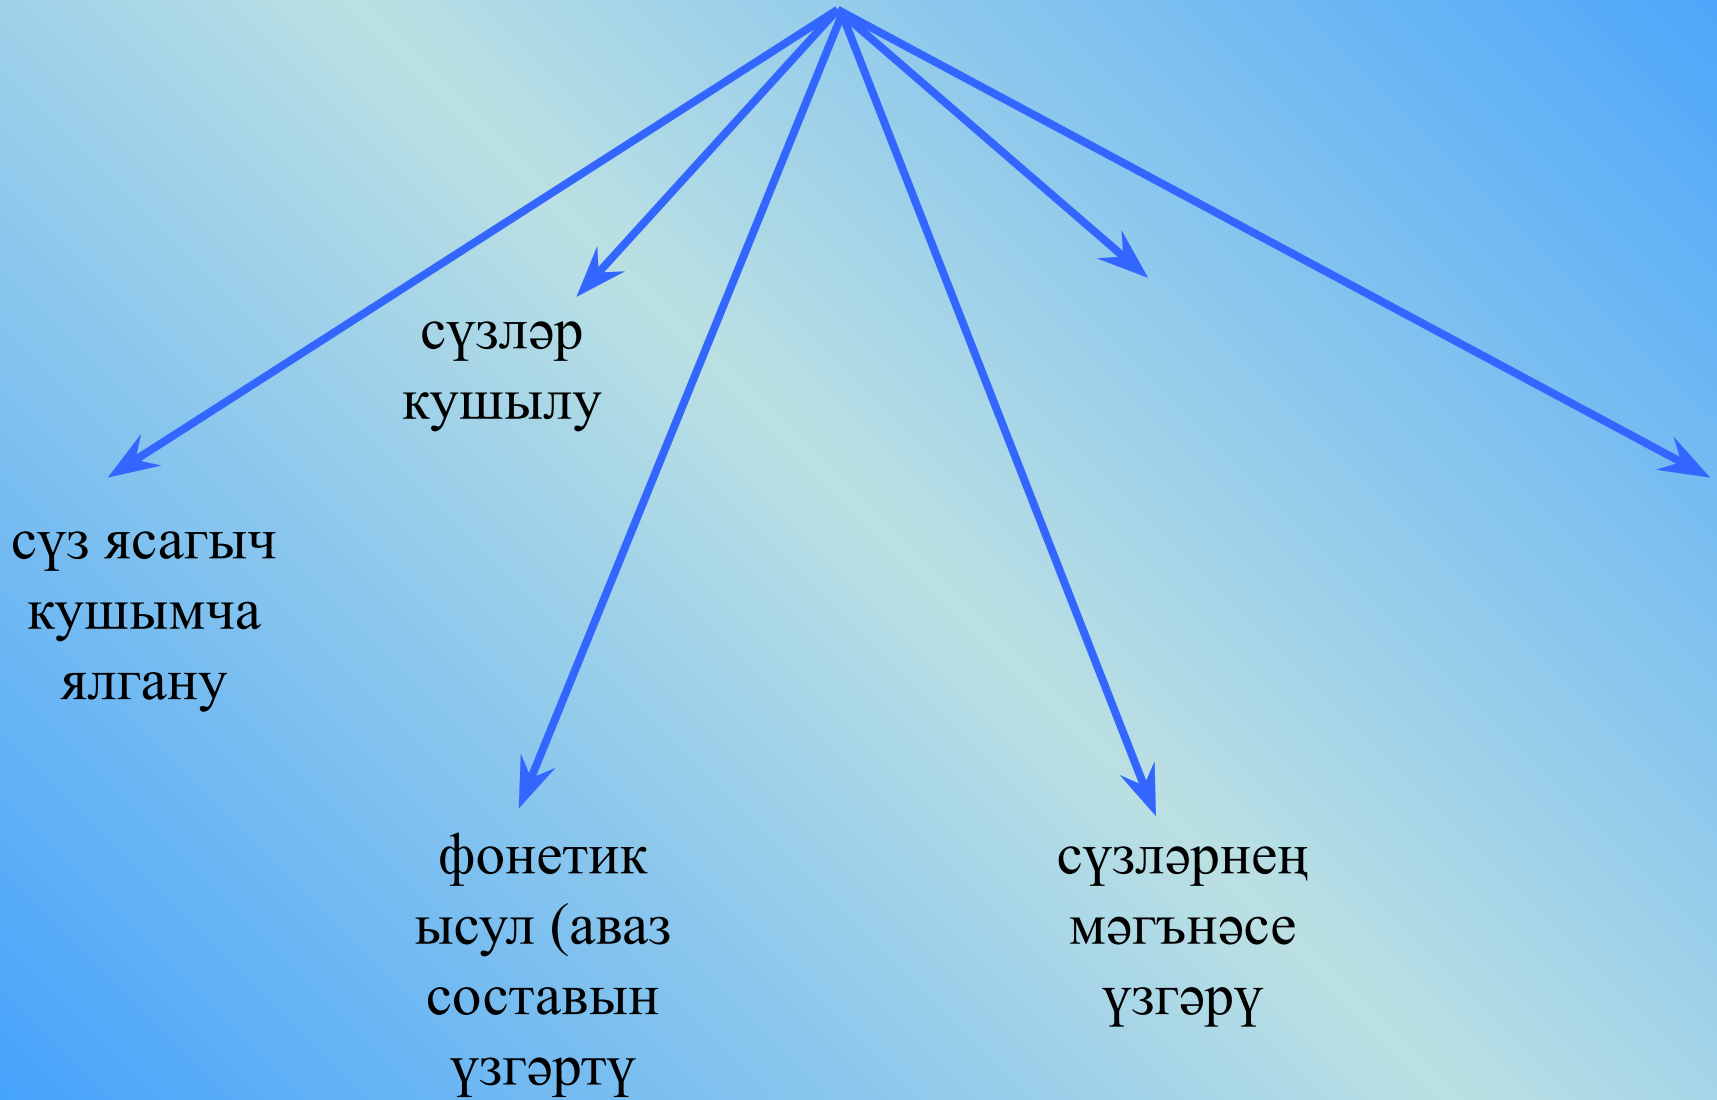 сүзләр
кушылу
сүз ясагыч
кушымча
ялгану
фонетик
ысул (аваз
составын
үзгәртү
сүзләрнең
мәгънәсе
үзгәрү